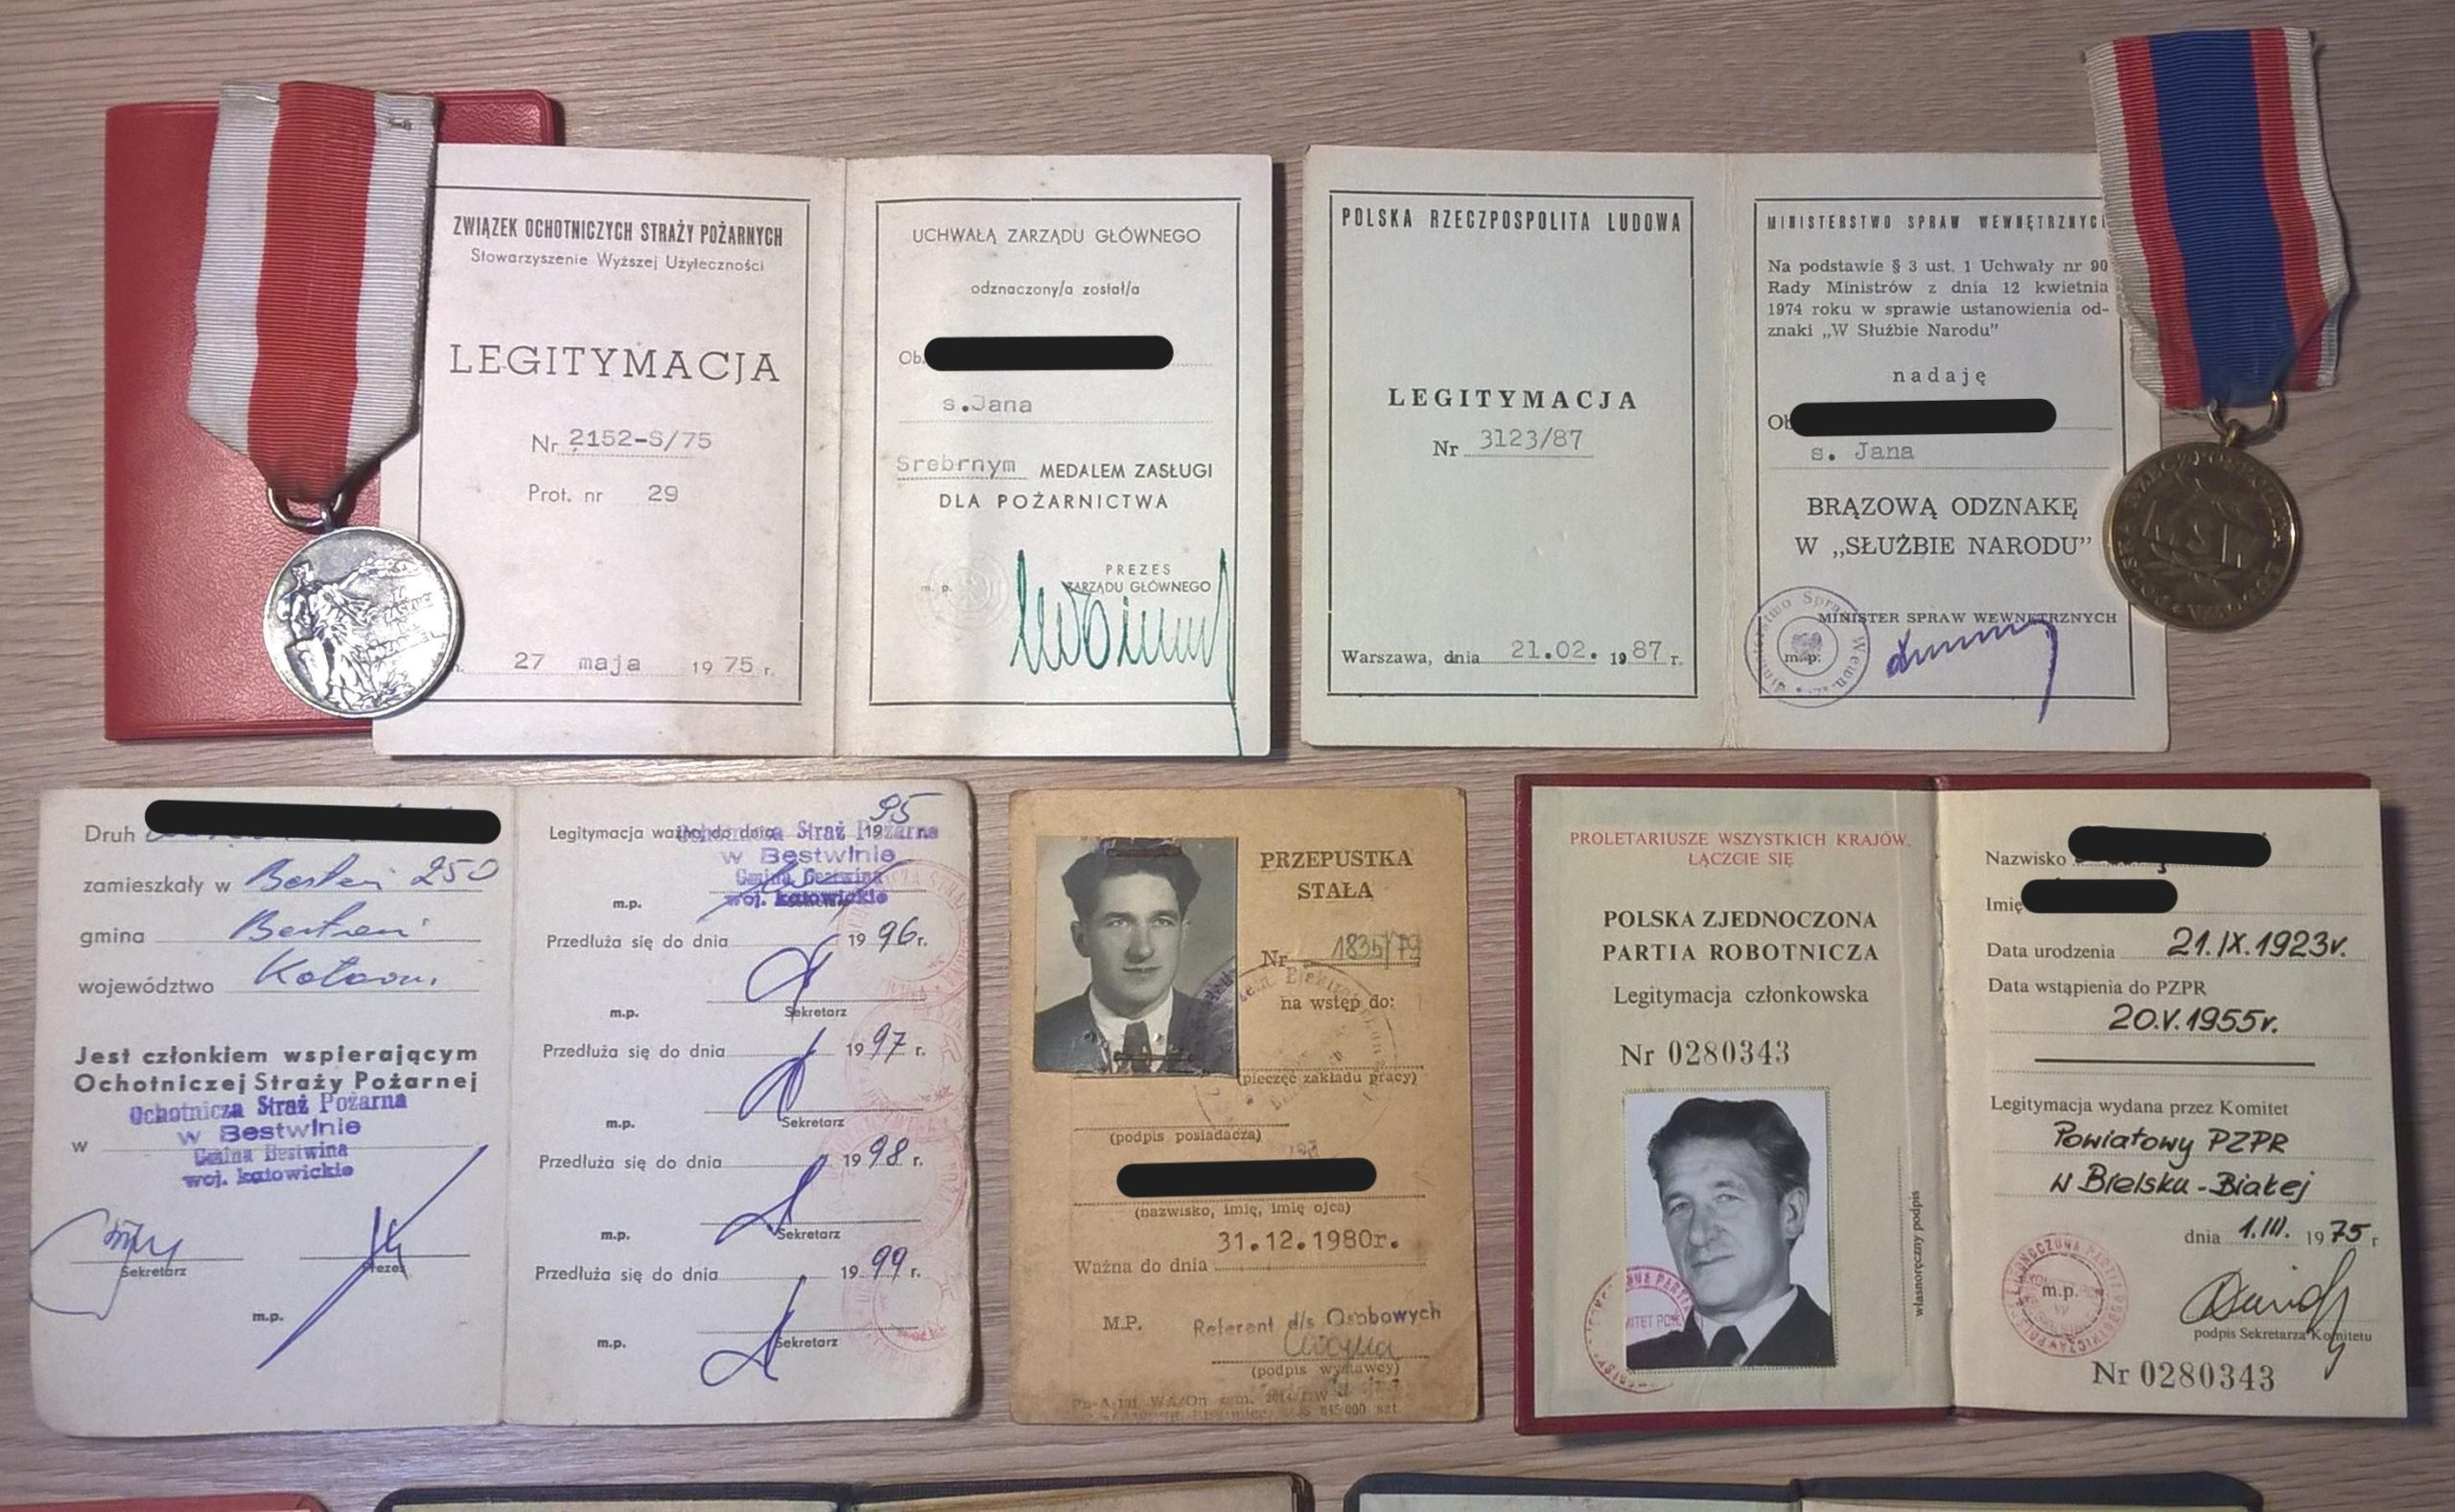 ZWIĄZEK OCHOTNICZYCH STRAŻY POŻARNYCH
Stowarzyszenie Wyższej Użyteczności
LEGITYMACJA
Nr 2152-S/75
Prot. nr 29
27 maja 1975 r.
UCHWAŁĄ ZARZĄDU GŁÓWNEGO
odznaczony/a został/a
Ob.
s.Jana
Srebrnym MEDALEM ZASŁUGI
DLA POŻARNICTWA
PREZES
ZARZĄDU GŁÓWNEGO
m. p.
POLSKA RZECZPOSPOLITA LUDOWA
LEGITYMACJA
Nr 3123/87
Warszawa, dnia 21.02. 1987 r.
MINISTERSTWO SPRAW WEWNĘTRZNYCH
Na podstawie § 3 ust. 1 Uchwały nr 90
Rady Ministrów z dnia 12 kwietnia
1974 roku w sprawie ustanowienia od-
znaki „W Służbie Narodu”
nadaję
Ob
s. Jana
BRĄZOWĄ ODZNAKĘ
W „SŁUŻBIE NARODU”
MINISTER SPRAW WEWNĘTRZNYCH
m.p.
Druh
zamieszkały w 250
gmina
województwo
Jest członkiem wspierającym
Ochotniczej Straży Pożarnej
Ochotnicza Straż Pożarna
w Bestwinie
w
Gmina Bestwina
woj. katowickie
Sekretarz
Prezes
m.p.
Legitymacja ważna do dnia 1995
Ochotnicza Straż Pożarna
w Bestwinie
Gmina Bestwina
woj. katowickie
m.p.
Przedłuża się do dnia 1996 r.
m.p. Sekretarz
Przedłuża się do dnia 1997 r.
m.p. Sekretarz
Przedłuża się do dnia 1998 r.
m.p. Sekretarz
Przedłuża się do dnia 1999 r.
m.p. Sekretarz
PRZEPUSTKA
STAŁA
Nr
na wstęp do:
(pieczęć zakładu pracy)
(podpis posiadacza)
(nazwisko, imię, imię ojca)
31.12.1980r.
Ważna do dnia
M.P. Referent d/s Osobowych
(podpis wystawcy)
PROLETARIUSZE WSZYSTKICH KRAJÓW,
ŁĄCZCIE SIĘ
POLSKA ZJEDNOCZONA
PARTIA ROBOTNICZA
Legitymacja członkowska
Nr 0280343
własnoręczny podpis
Nazwisko
Imię
Data urodzenia 21.IX.1923r.
Data wstąpienia do PZPR
20.V.1955r.
Legitymacja wydana przez Komitet
Powiatowy PZPR
w Bielsku-Białej
dnia 1.III. 1975 r
m.p.
podpis Sekretarza Komitetu
Nr 0280343